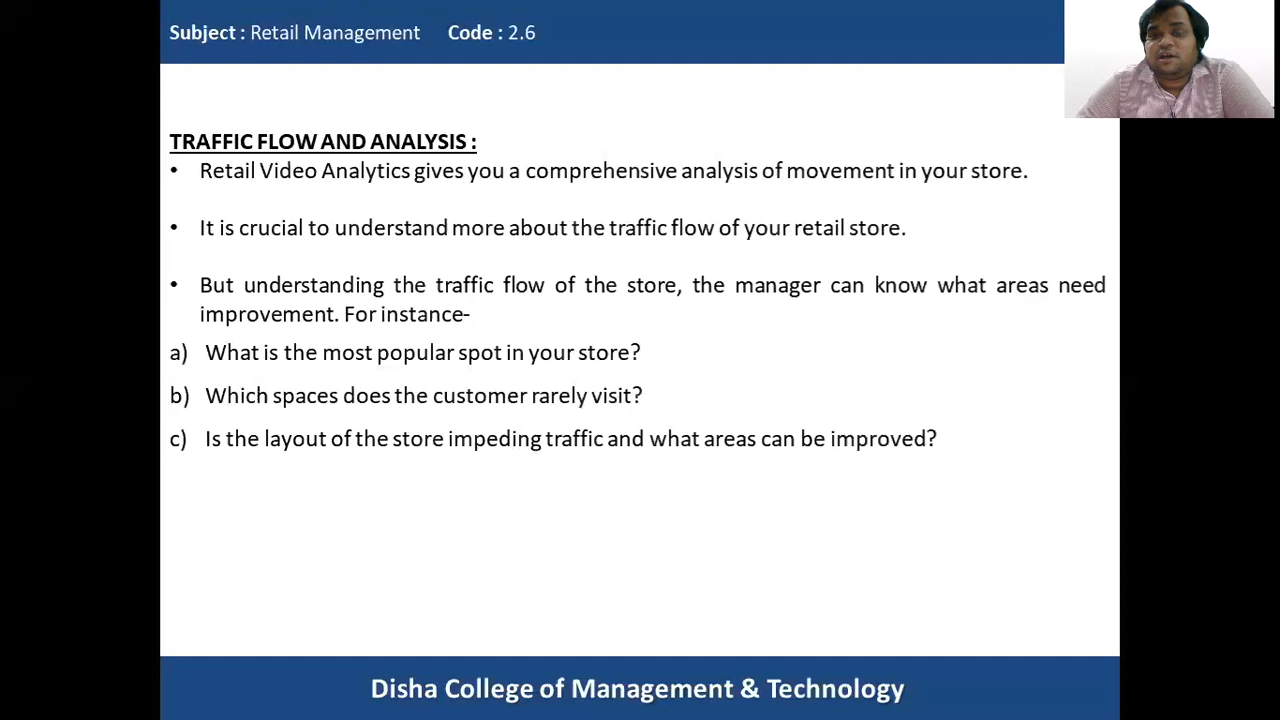 Subject : Retail Management Code : 2.6
TRAFFIC FLOW AND ANALYSIS :
• Retail Video Analytics gives you a comprehensive analysis of movement in your store.
• It is crucial to understand more about the traffic flow of your retail store.
• But understanding the traffic flow of the store, the manager can know what areas need
improvement. For instance-
a) What is the most popular spot in your store?
b) Which spaces does the customer rarely visit?
c) Is the layout of the store impeding traffic and what areas can be improved?
Disha College of Management & Technology